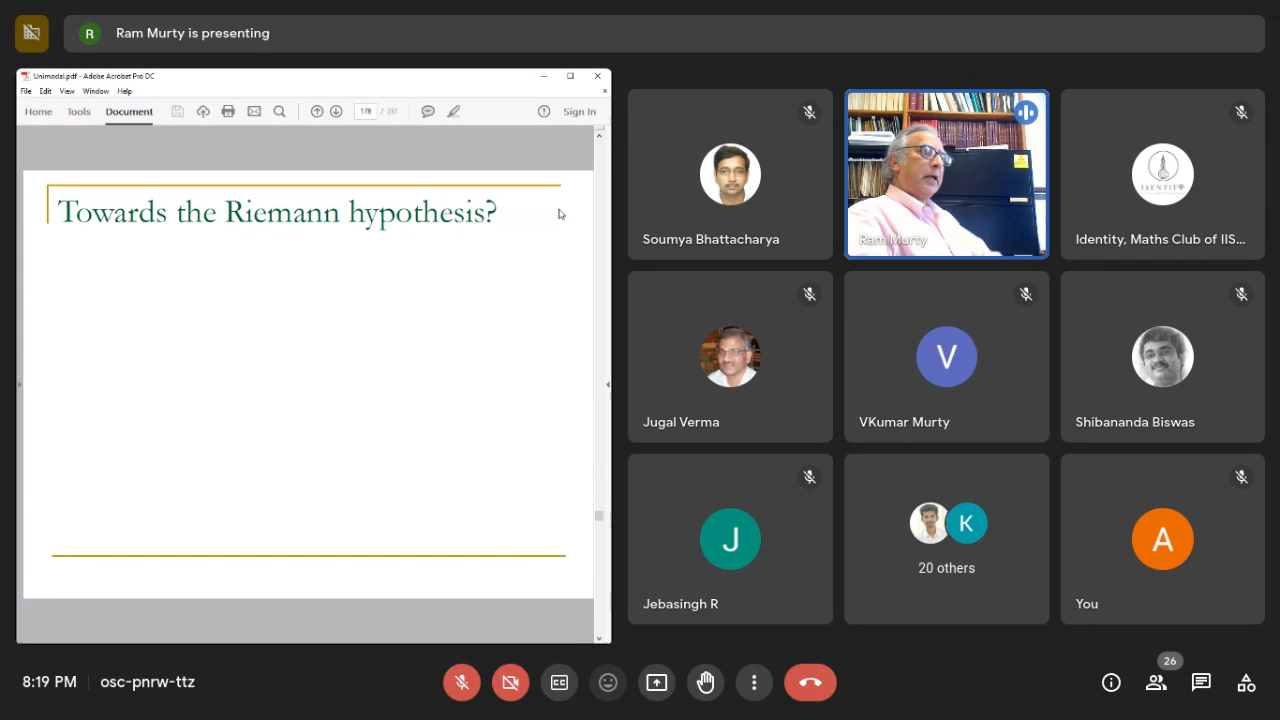 R Ram Murty is presenting
Unimodal.pdf - Adobe Acrobat Pro DC
File Edit View Window Help
Home Tools Document 178 / 231 Sign In
Towards the Riemann hypothesis?
Soumya Bhattacharya
Ram Murty
Identity, Maths Club of IIS...
Jugal Verma
V
VKumar Murty
Shibananda Biswas
J
Jebasingh R
K
20 others
A
You
8:19 PM osc-pnrw-ttz
26